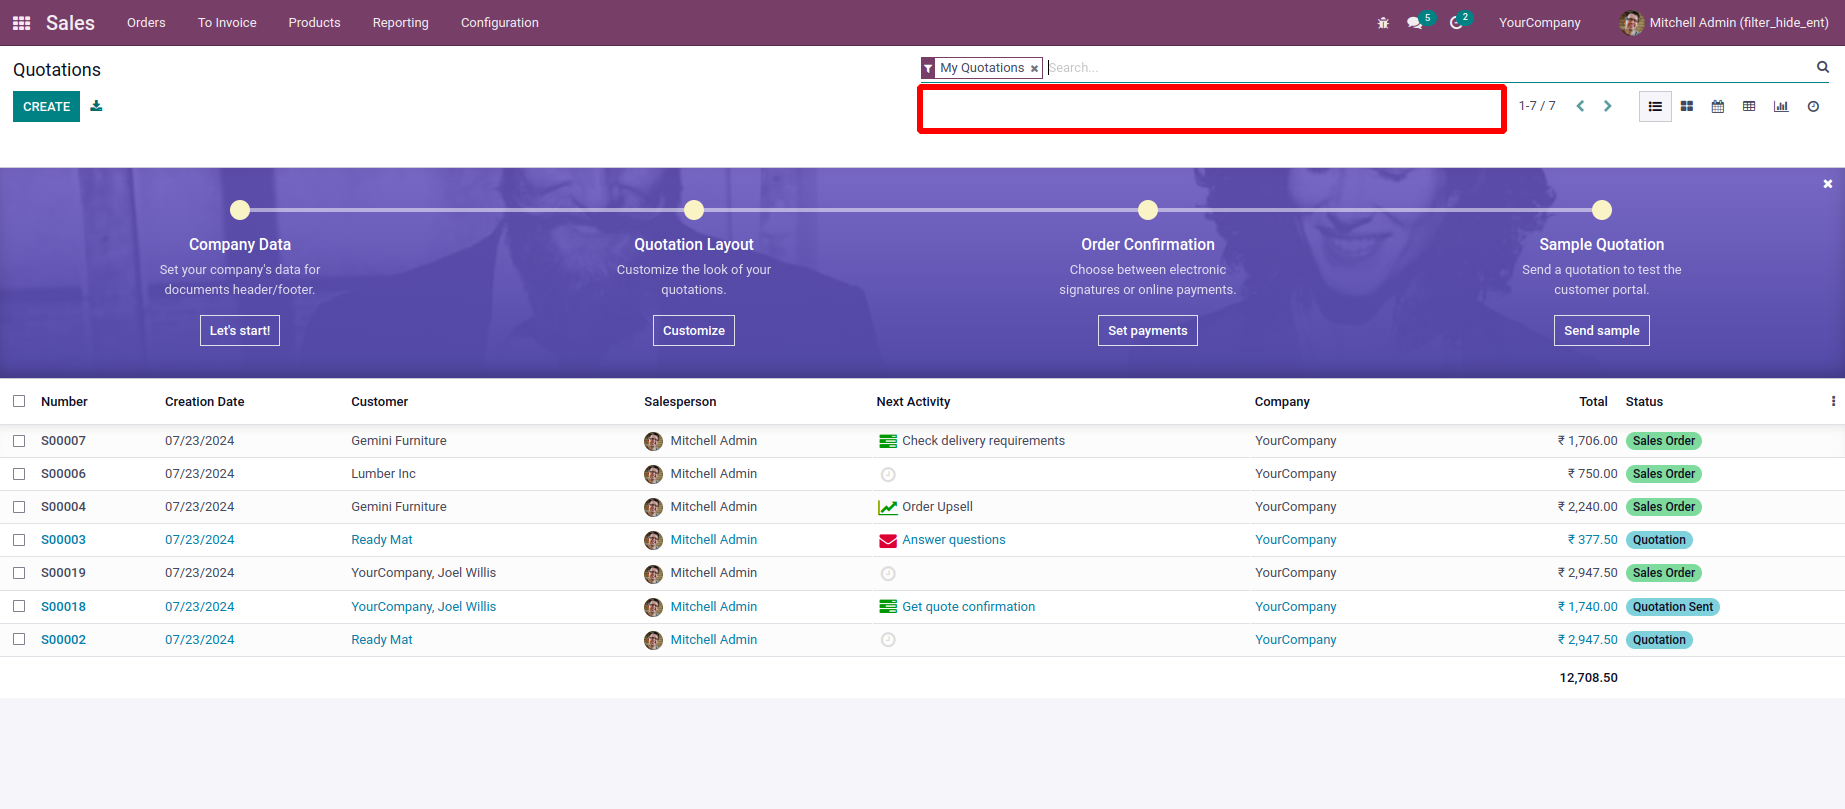 Sales Orders To Invoice Products Reporting Configuration 5 2 YourCompany Mitchell Admin (filter_hide_ent)
Quotations
My Quotations Search...
CREATE
1-7 / 7
Company Data
Set your company's data for
documents header/footer.
Let's start!
Quotation Layout
Customize the look of your
quotations.
Customize
Order Confirmation
Choose between electronic
signatures or online payments.
Set payments
Sample Quotation
Send a quotation to test the
customer portal.
Send sample
Number Creation Date Customer Salesperson Next Activity Company Total Status
S00007 07/23/2024 Gemini Furniture Mitchell Admin Check delivery requirements YourCompany ₹ 1,706.00 Sales Order
S00006 07/23/2024 Lumber Inc Mitchell Admin YourCompany ₹ 750.00 Sales Order
S00004 07/23/2024 Gemini Furniture Mitchell Admin Order Upsell YourCompany ₹ 2,240.00 Sales Order
S00003 07/23/2024 Ready Mat Mitchell Admin Answer questions YourCompany ₹ 377.50 Quotation
S00019 07/23/2024 YourCompany, Joel Willis Mitchell Admin YourCompany ₹ 2,947.50 Sales Order
S00018 07/23/2024 YourCompany, Joel Willis Mitchell Admin Get quote confirmation YourCompany ₹ 1,740.00 Quotation Sent
S00002 07/23/2024 Ready Mat Mitchell Admin YourCompany ₹ 2,947.50 Quotation
12,708.50